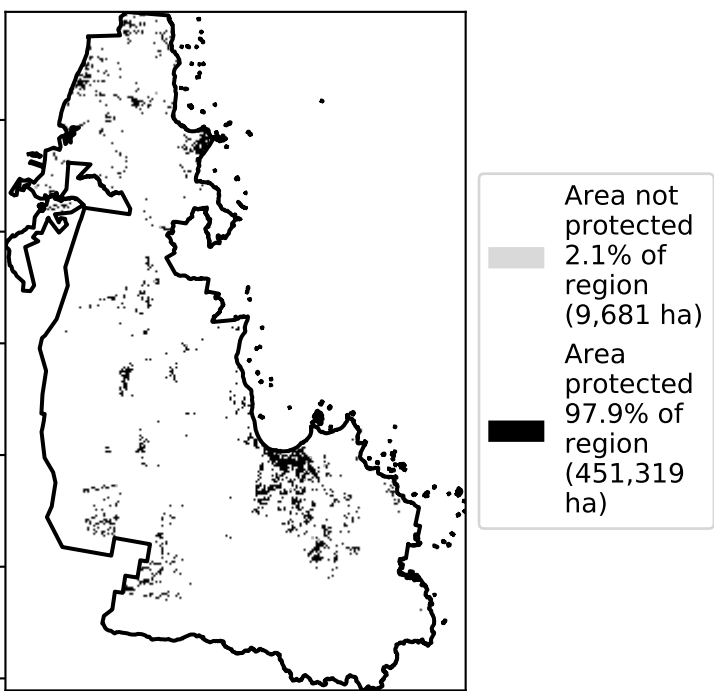 Area not
protected
2.1% of
region
(9,681 ha)
Area
protected
97.9% of
region
(451,319
ha)